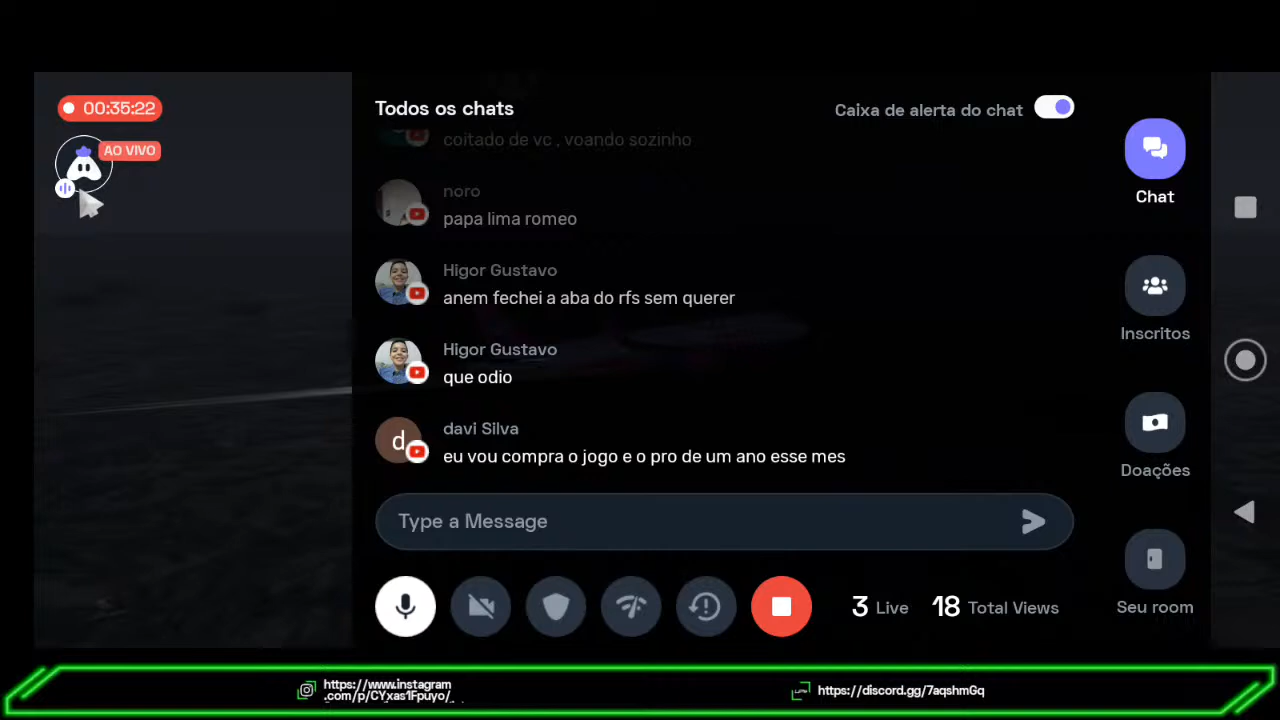 00:35:22
AO VIVO
Todos os chats
Caixa de alerta do chat
coitado de vc , voando sozinho
noro
papa lima romeo
Higor Gustavo
anem fechei a aba do rfs sem querer
Higor Gustavo
que odio
d
davi Silva
eu vou compra o jogo e o pro de um ano esse mes
Type a Message
3 Live 18 Total Views
Chat
Inscritos
Doações
Seu room
https://www.instagram
.com/p/CYxas1Fpuyo/
https://discord.gg/7aqshmGq